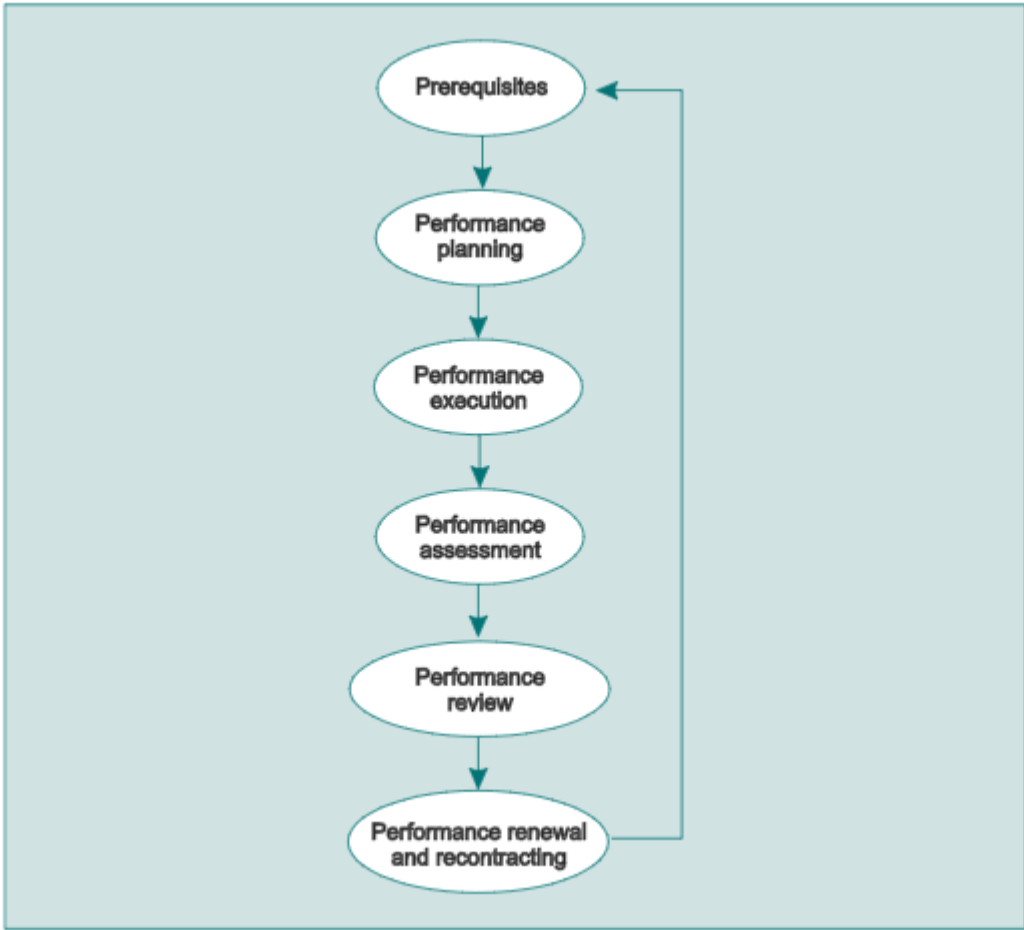 Prerequisites
Performance
planning
Performance
execution
Performance
assessment
Performance
review
Performance renewal
and recontracting